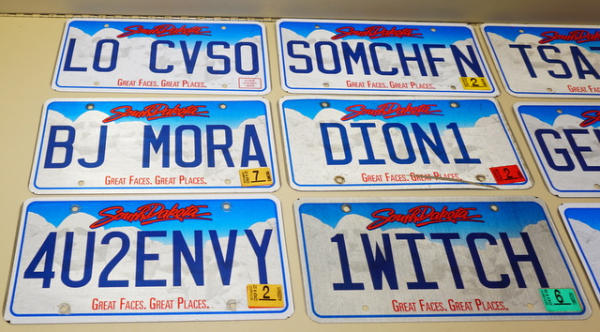 LO CVSO
GREAT FACES. GREAT PLACES.
South Dakota
SOMCHFN
GREAT FACES. GREAT PLACES.
2
South Dakota
TSA
GREAT
South Dakota
BJ MORA
GREAT FACES. GREAT PLACES.
7
South Dakota
DION1
GREAT FACES. GREAT PLACES.
2
GE
South Dakota
4U2ENVY
GREAT FACES. GREAT PLACES.
2
South Dakota
1WITCH
GREAT FACES. GREAT PLACES.
6